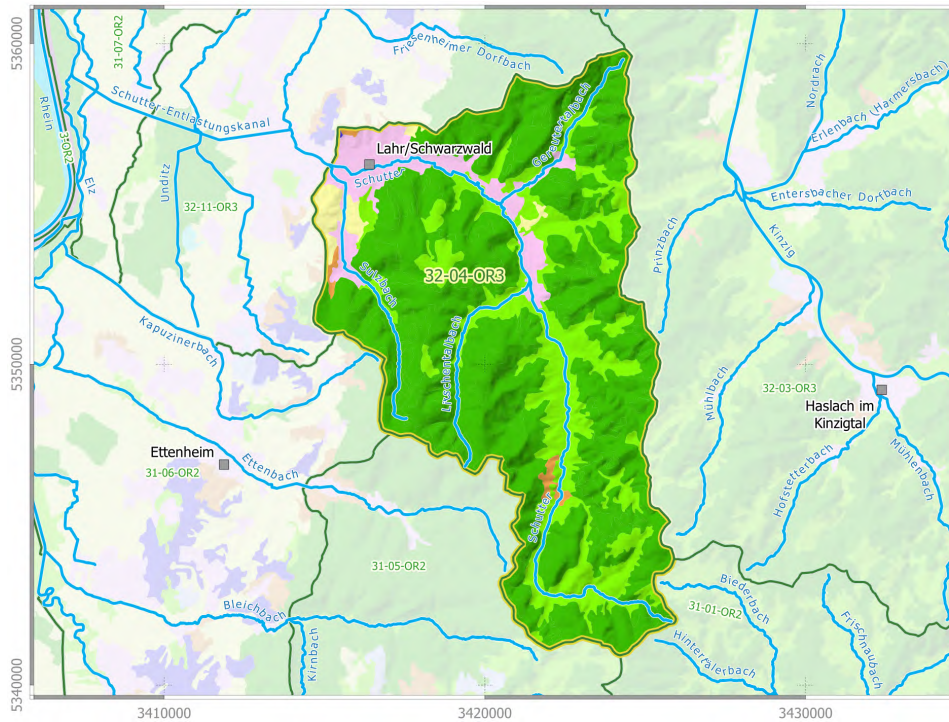 5360000
5350000
5340000
3410000
3420000
3430000
31-07-OR2
Friesenheimer Dorfbach
Schutter-Entlastungskanal
Rhein
Elz
Unditz
32-11-OR3
Lahr/Schwarzwald
Schutter
Gereutertalbach
Nordrach
Erlenbach (Harmersbach)
Entersbacher Dorfbach
Prinzbach
Kinzig
32-04-OR3
Sulzbach
Litschentalbach
Kapuzinerbach
Mühlbach
32-03-OR3
Haslach im
Kinzigtal
Ettenheim
31-06-OR2
Ettenbach
Schutter
Hofstetterbach
Mühlenbach
31-05-OR2
Bleichbach
Kirnbach
Biederbach
31-01-OR2
Hintertälerbach
Frischnaubach